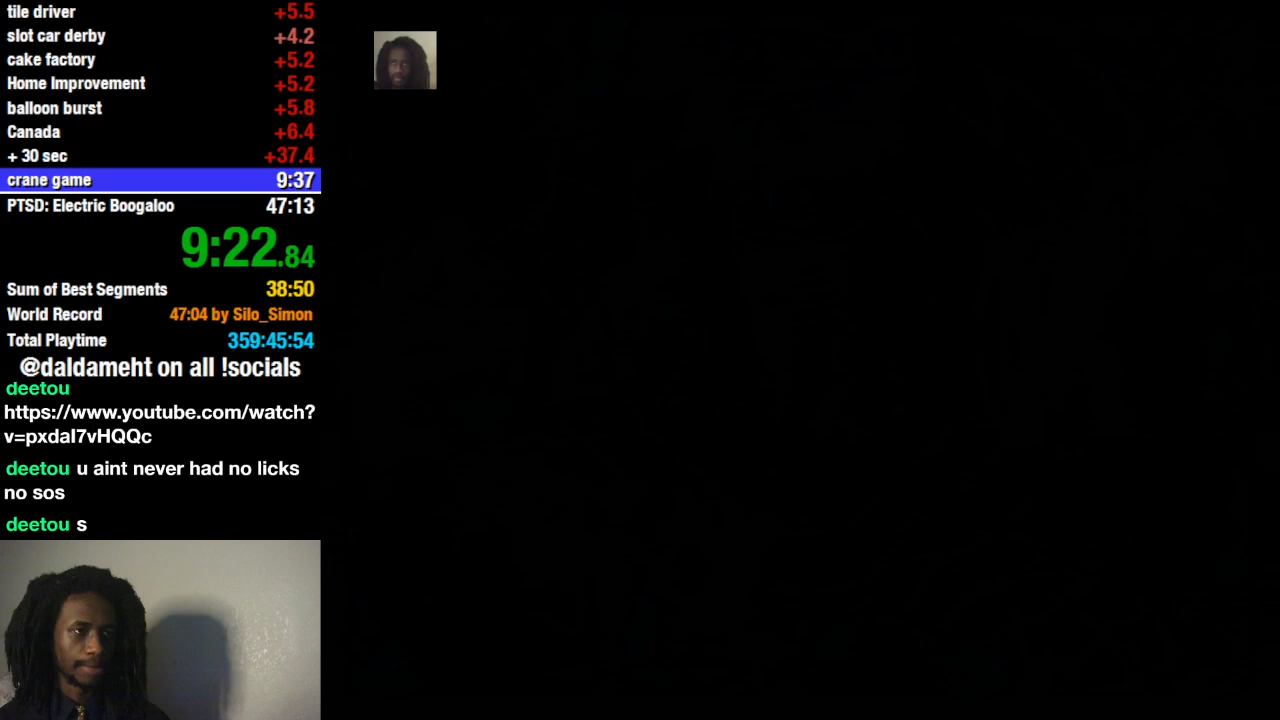 tile driver +5.5
slot car derby +4.2
cake factory +5.2
Home Improvement +5.2
balloon burst +5.8
Canada +6.4
+ 30 sec +37.4
crane game 9:37
PTSD: Electric Boogaloo 47:13
9:22.84
Sum of Best Segments 38:50
World Record 47:04 by Silo_Simon
Total Playtime 359:45:54
@daldameht on all !socials
deetou
https://www.youtube.com/watch?
v=pxdaI7vHQQc
deetou u aint never had no licks
no sos
deetou s